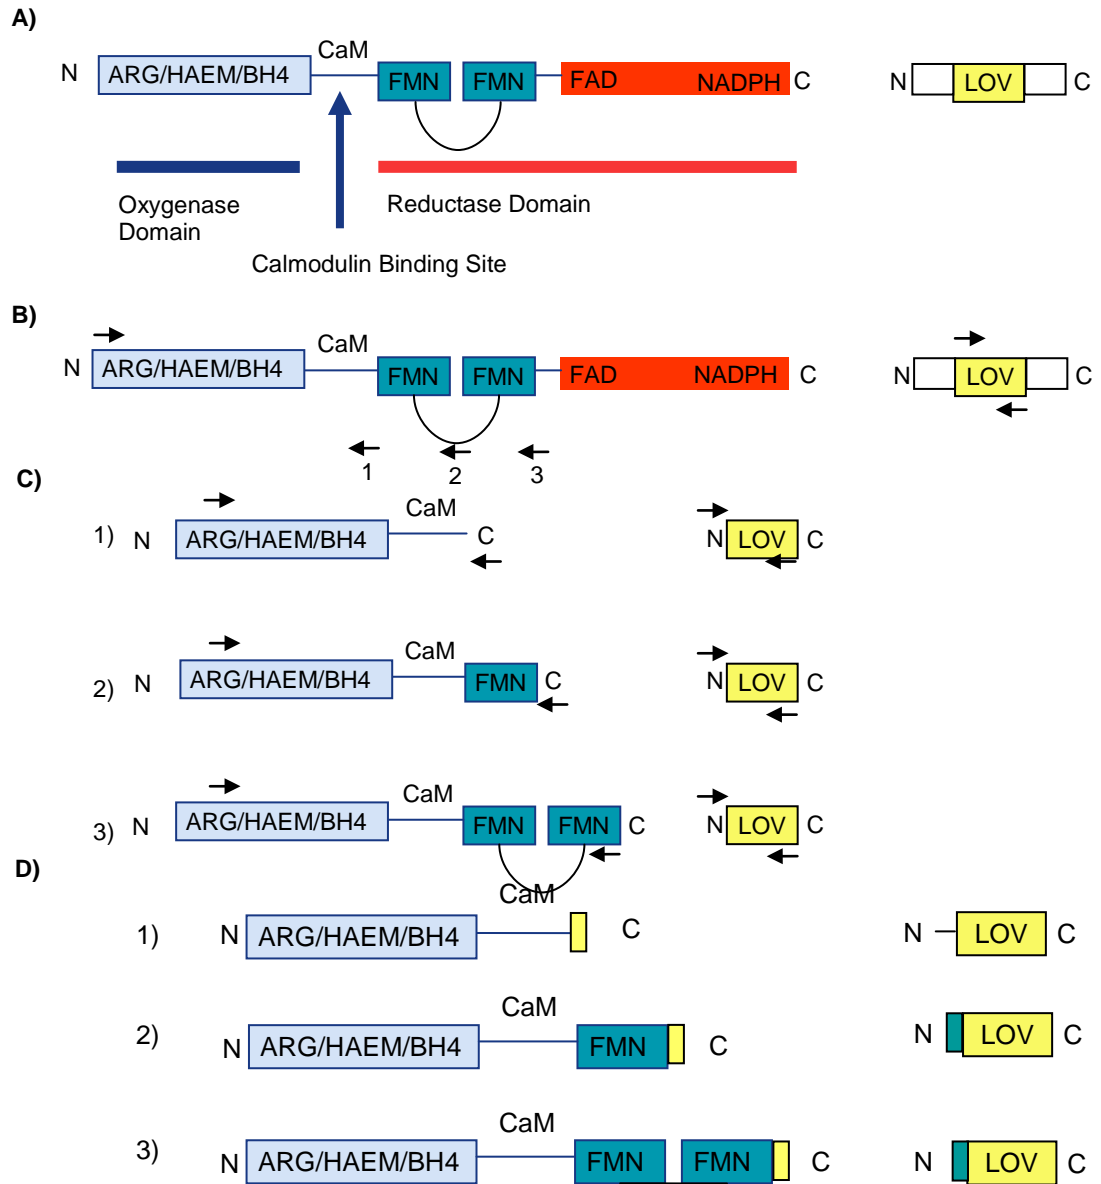 A)
N ARG/HAEM/BH4 CaM FMN FMN FAD NADPH C N LOV C
Oxygenase
Domain
Reductase Domain
Calmodulin Binding Site
B)
N ARG/HAEM/BH4 CaM FMN FMN FAD NADPH C N LOV C
1 2 3
C)
1) N ARG/HAEM/BH4 CaM C N LOV C
2) N ARG/HAEM/BH4 CaM FMN C N LOV C
3) N ARG/HAEM/BH4 CaM FMN FMN C N LOV C
D)
1) N ARG/HAEM/BH4 CaM C N LOV C
2) N ARG/HAEM/BH4 CaM FMN C N LOV C
3) N ARG/HAEM/BH4 CaM FMN FMN C N LOV C